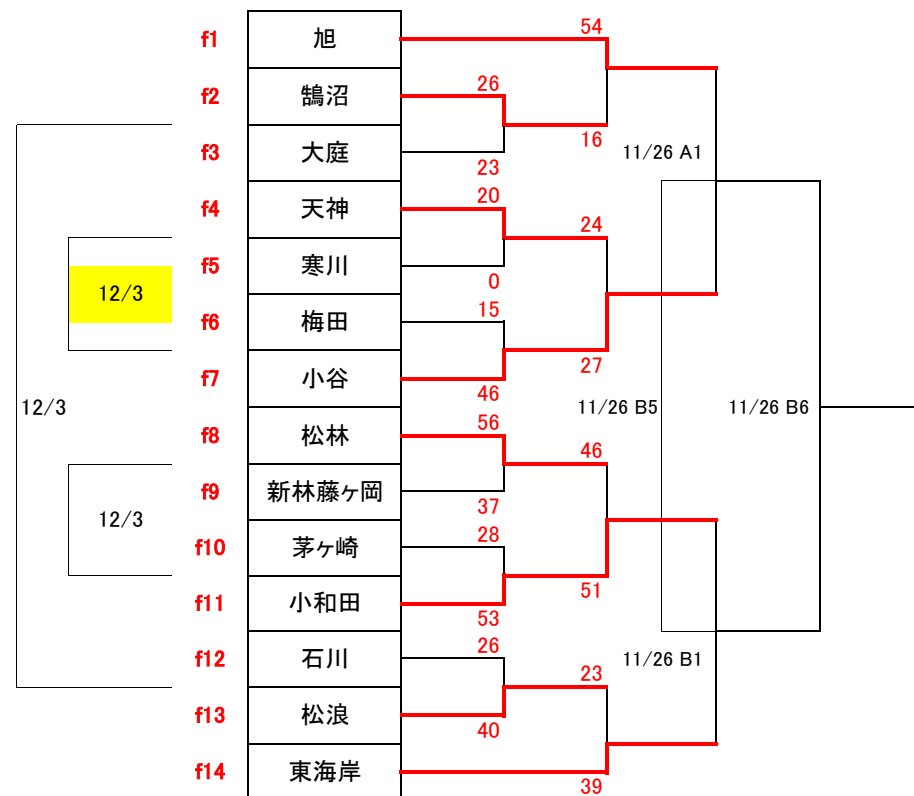 f1 旭 54
f2 鵠沼 26
16
11/26 A1
f3 大庭 23
f4 天神 20 24
f5 寒川 0
12/3
f6 梅田 15
27
f7 小谷 46
12/3
11/26 B5
11/26 B6
f8 松林 56 46
f9 新林藤ヶ岡 37
12/3
f10 茅ヶ崎 28
51
f11 小和田 53
f12 石川 26 23
11/26 B1
f13 松浪 40
f14 東海岸 39